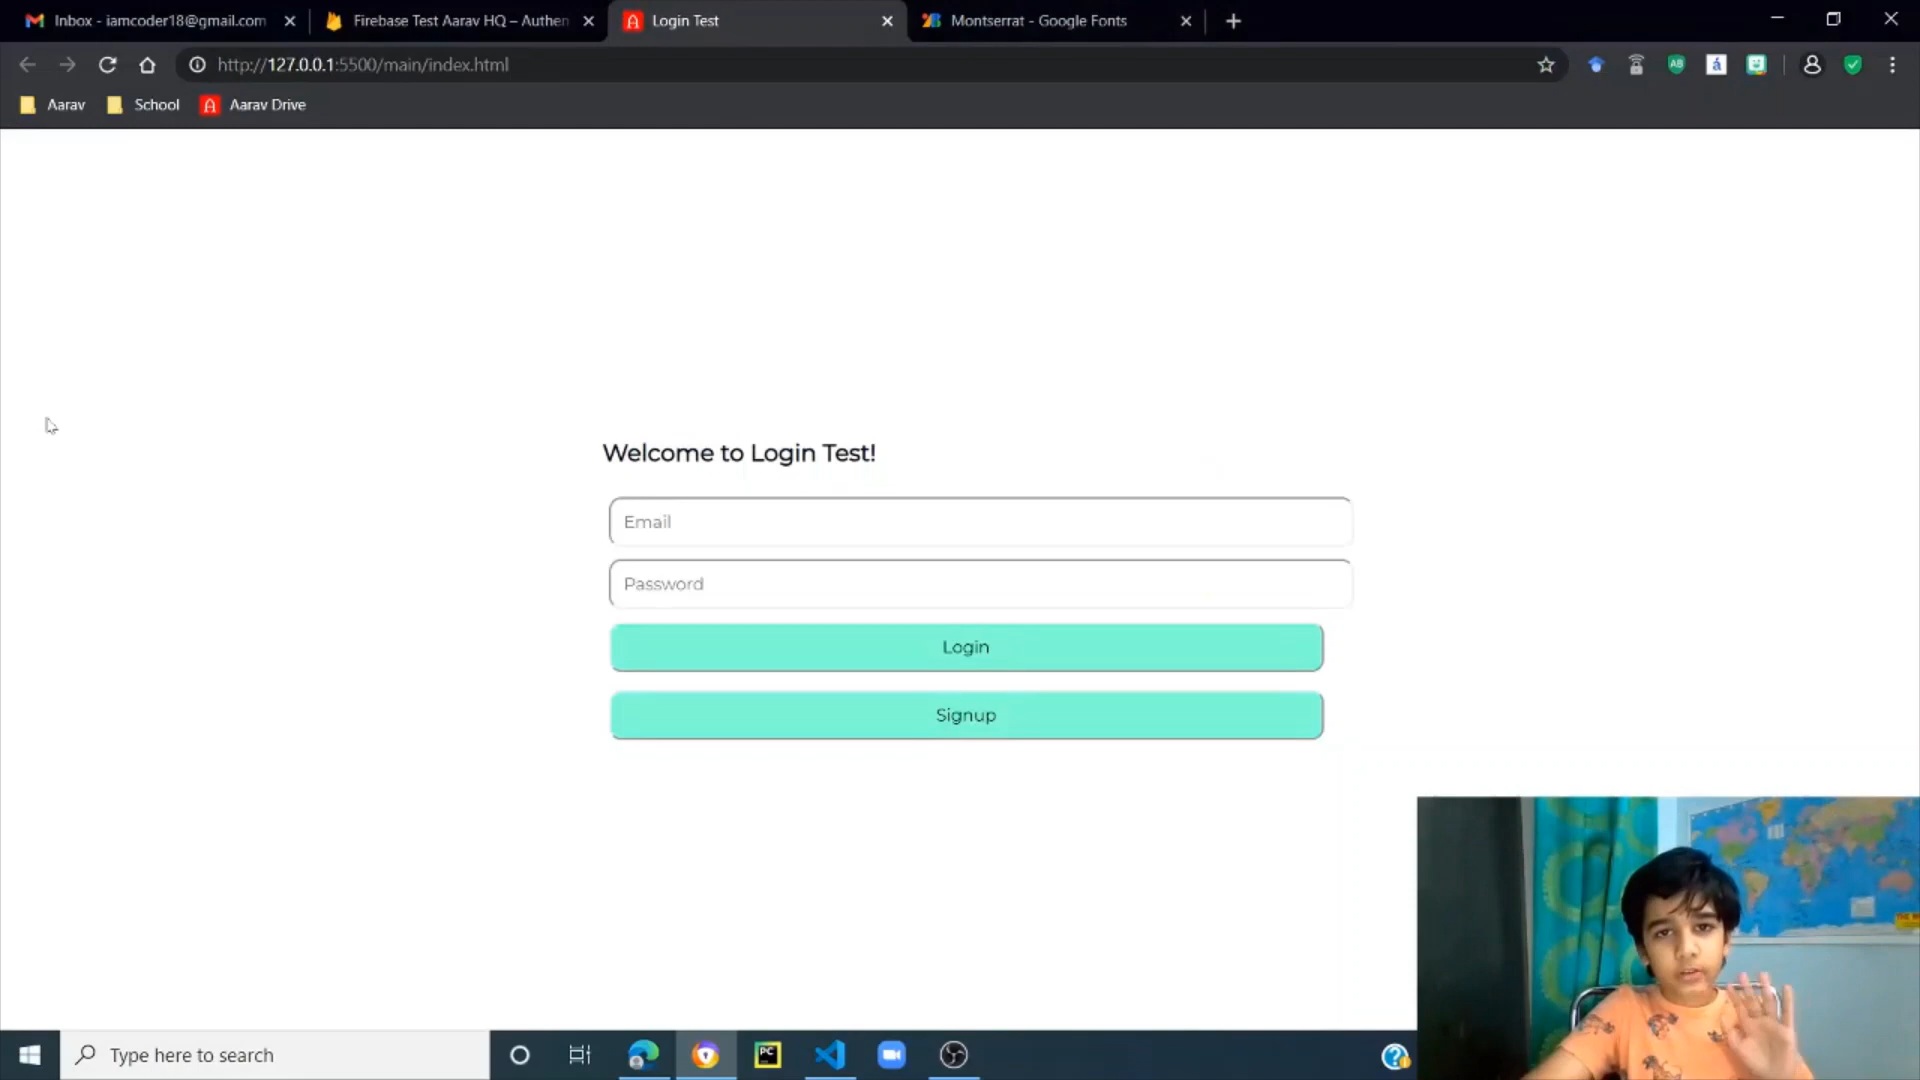 Inbox - iamcoder18@gmail.com
Firebase Test Aarav HQ – Authen
Login Test
Montserrat - Google Fonts
http://127.0.0.1:5500/main/index.html
Aarav
School
Aarav Drive
Welcome to Login Test!
Email
Password
Login
Signup
Type here to search
PC